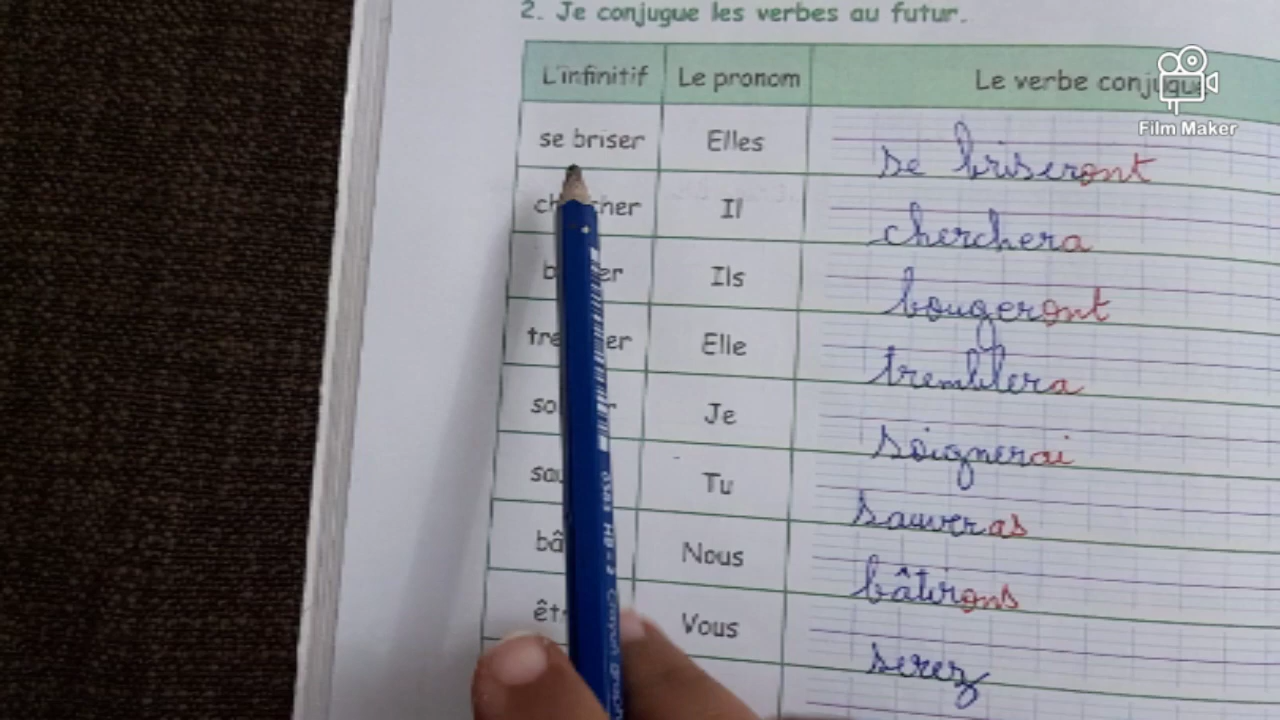 2. Je conjugue les verbes au futur.
L'infinitif Le pronom Le verbe conjugué
Film Maker
se briser Elles se briseront
Il cherchera
Ils bougeront
Elle tremblera
Je soignerai
Tu sauveras
Nous bâtirons
Vous serez